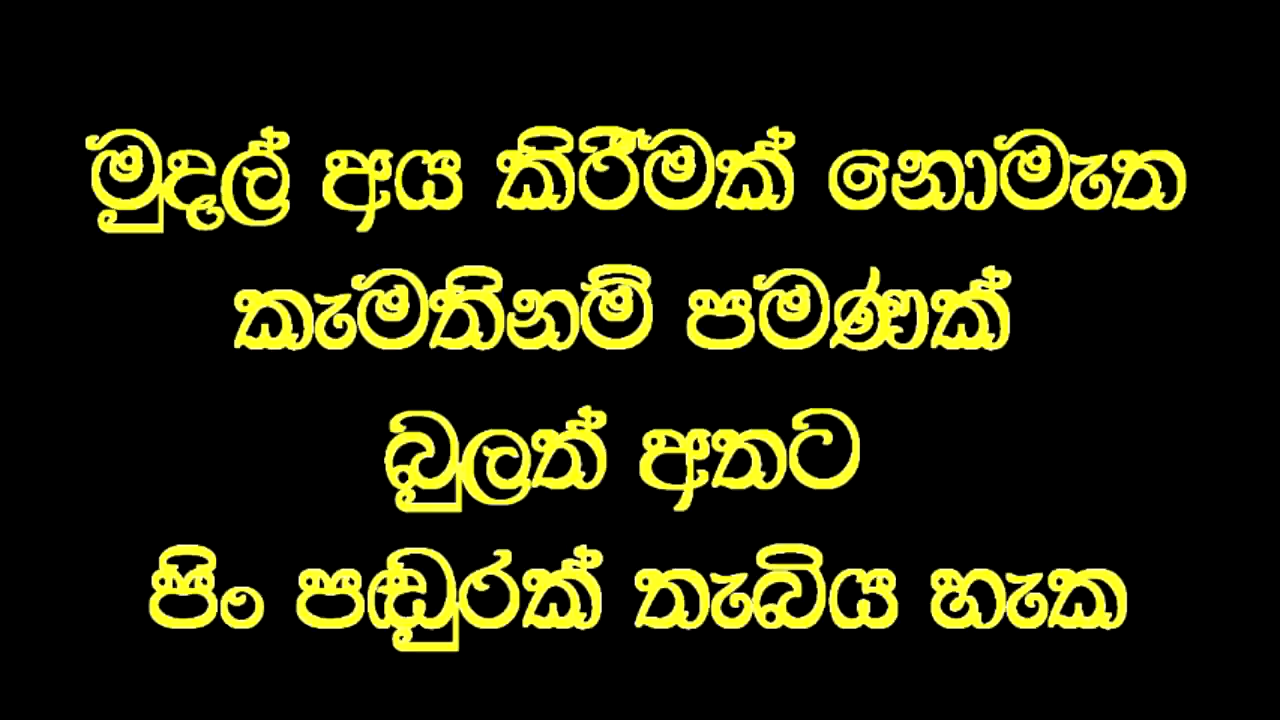 මුදල් අය කිරීමක් නොමැත
කැමතිනම් පමණක්
බුලත් අතට
පිං පඬුරක් තැබිය හැක